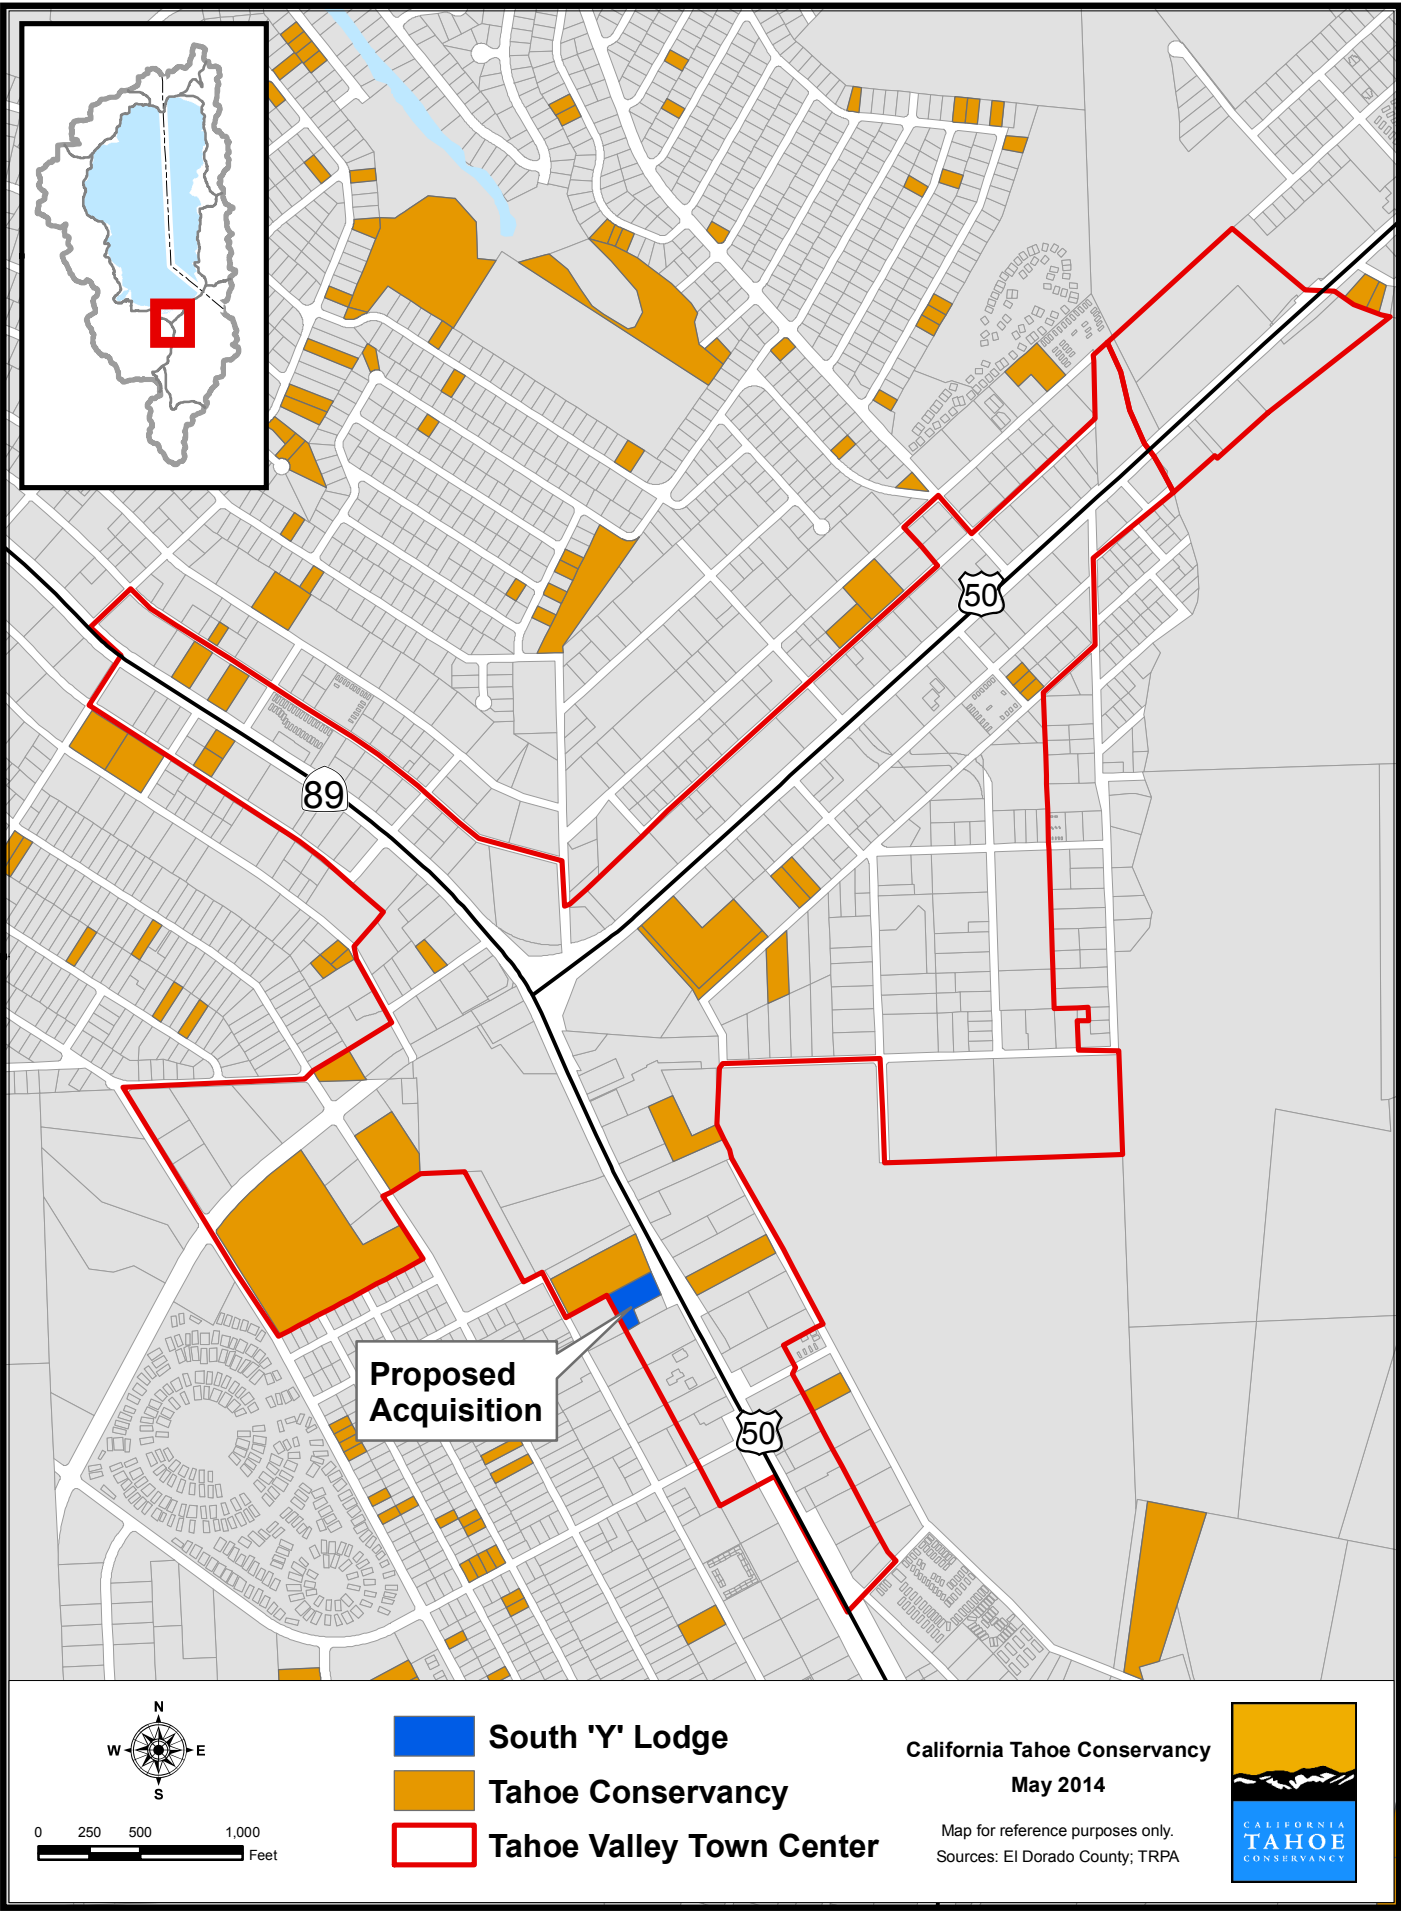 50
89
Proposed
Acquisition
50
N
W E
S
0 250 500 1,000
Feet
South 'Y' Lodge
Tahoe Conservancy
Tahoe Valley Town Center
California Tahoe Conservancy
May 2014
Map for reference purposes only.
Sources: El Dorado County; TRPA
CALIFORNIA
TAHOE
CONSERVANCY